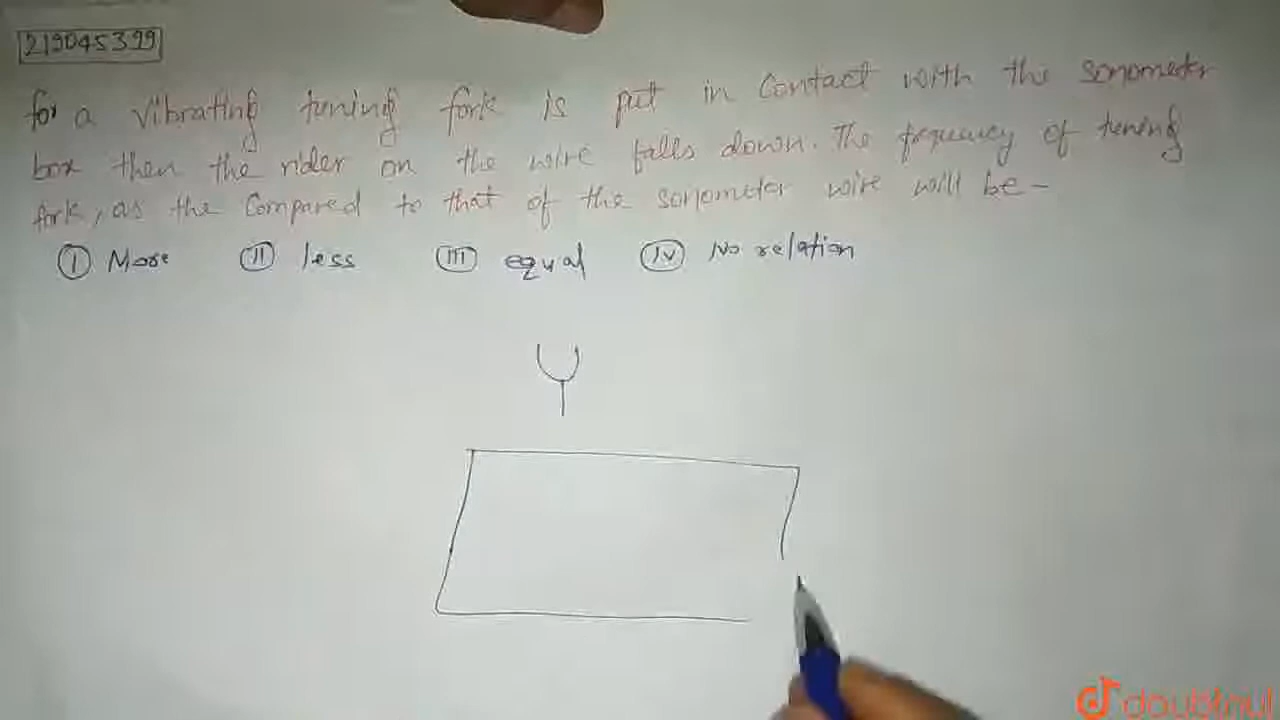 219045399
for a vibrating tuning fork is put in contact with the sonometer
box then the rider on the wire falls down. The frequency of tuning
fork, as the compared to that of the sonometer wire will be -
I More II less III equal IV No relation
doubtnut